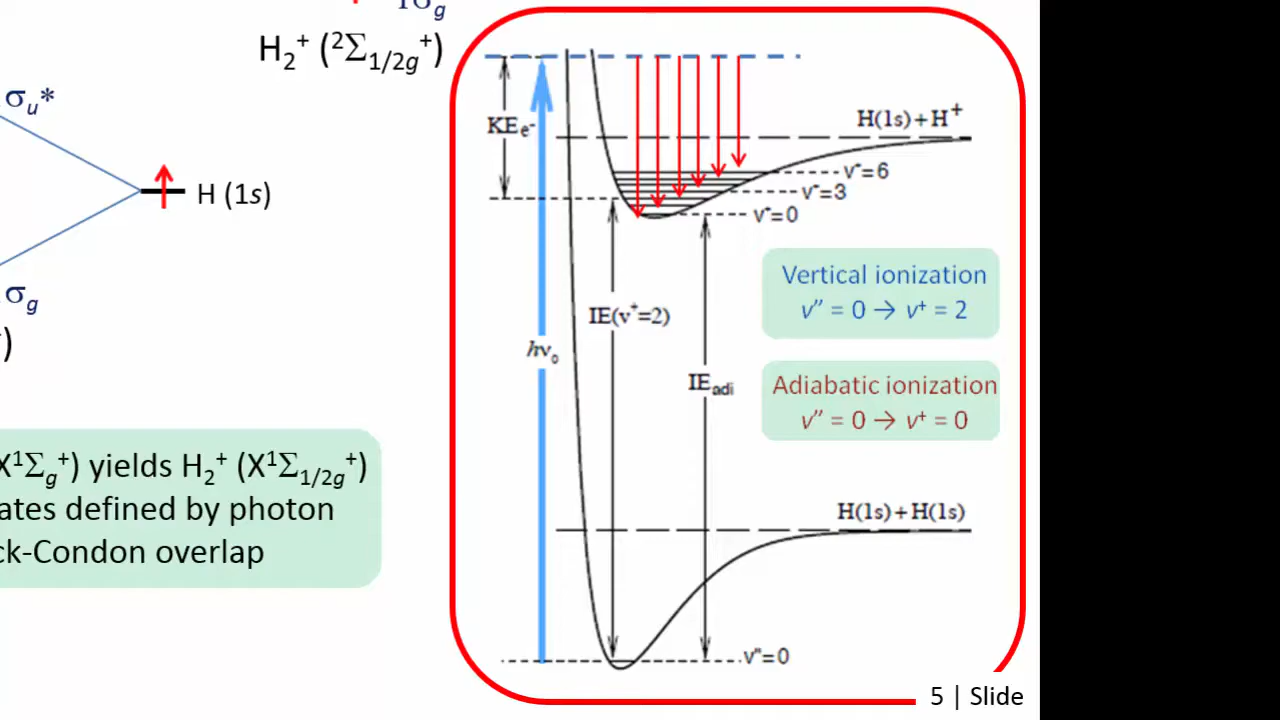 1σg
H2+ (2Σ1/2g+)
σu*
H (1s)
σg
)
X1Σg+) yields H2+ (X1Σ1/2g+)
ates defined by photon
ck-Condon overlap
KEe-
H(1s)+H+
v+=6
v+=3
v+=0
Vertical ionization
v” = 0 → v+ = 2
IE(v+=2)
hνo
IEadi
Adiabatic ionization
v” = 0 → v+ = 0
H(1s)+H(1s)
v"=0
5 | Slide